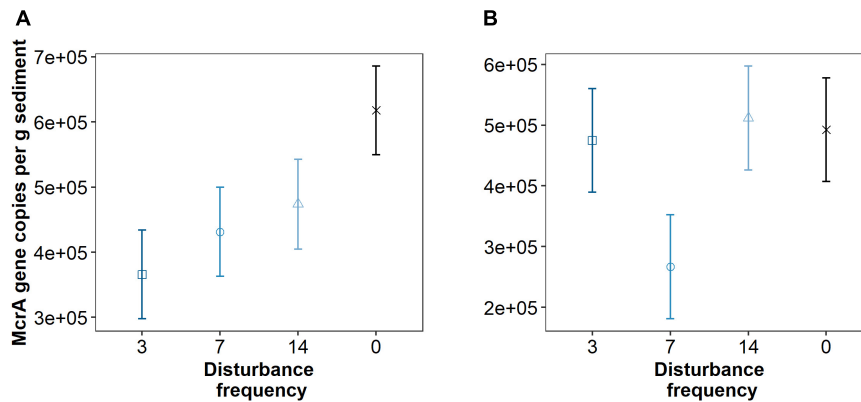 A
McrA gene copies per g sediment
7e+05
6e+05
5e+05
4e+05
3e+05
3 7 14 0
Disturbance
frequency
B
6e+05
5e+05
4e+05
3e+05
2e+05
3 7 14 0
Disturbance
frequency